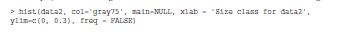 > hist(data2, col='gray75', main=NULL, xlab = 'Size class for data2',
ylim=c(0, 0.3), freq = FALSE)